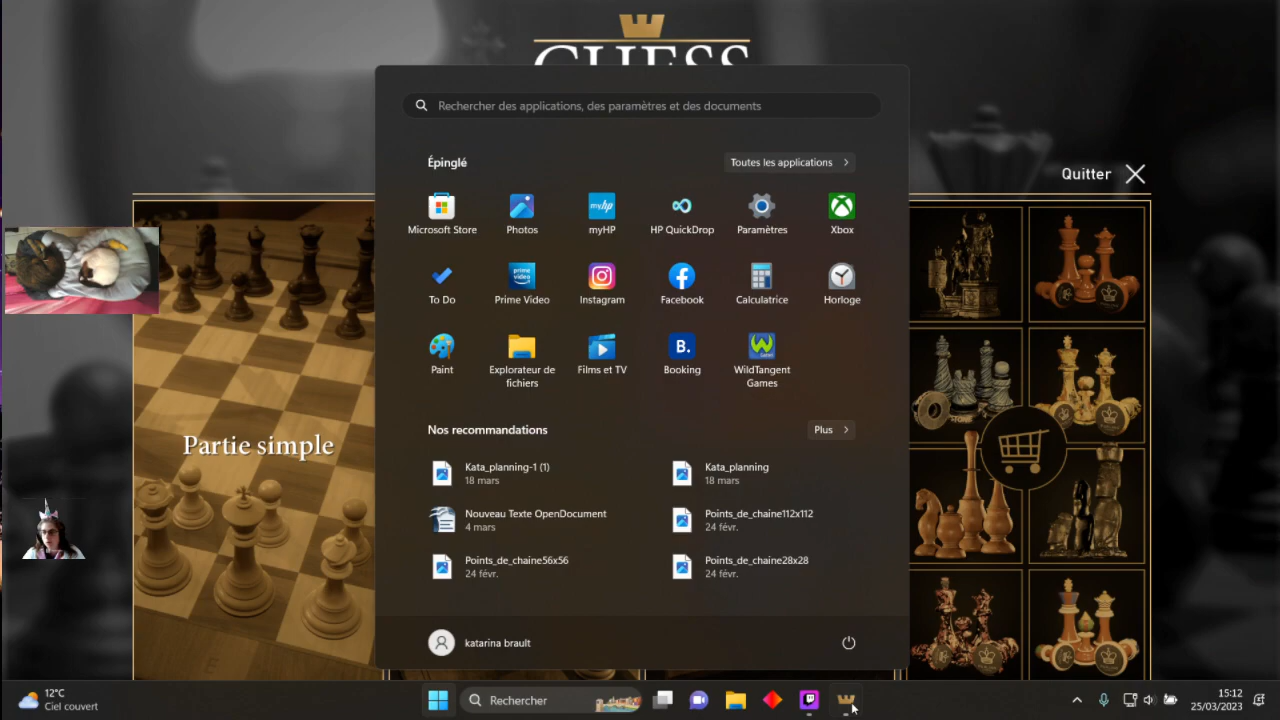 CHESS
Rechercher des applications, des paramètres et des documents
Épinglé
Toutes les applications
Quitter
Microsoft Store
Photos
myHP
HP QuickDrop
Paramètres
Xbox
To Do
Prime Video
Instagram
Facebook
Calculatrice
Horloge
Paint
Explorateur de
fichiers
Films et TV
Booking
WildTangent
Games
Nos recommandations
Plus
Partie simple
Kata_planning-1 (1)
18 mars
Kata_planning
18 mars
Nouveau Texte OpenDocument
4 mars
Points_de_chaine112x112
24 févr.
Points_de_chaine56x56
24 févr.
Points_de_chaine28x28
24 févr.
katarina brault
12°C
Ciel couvert
Rechercher
15:12
25/03/2023